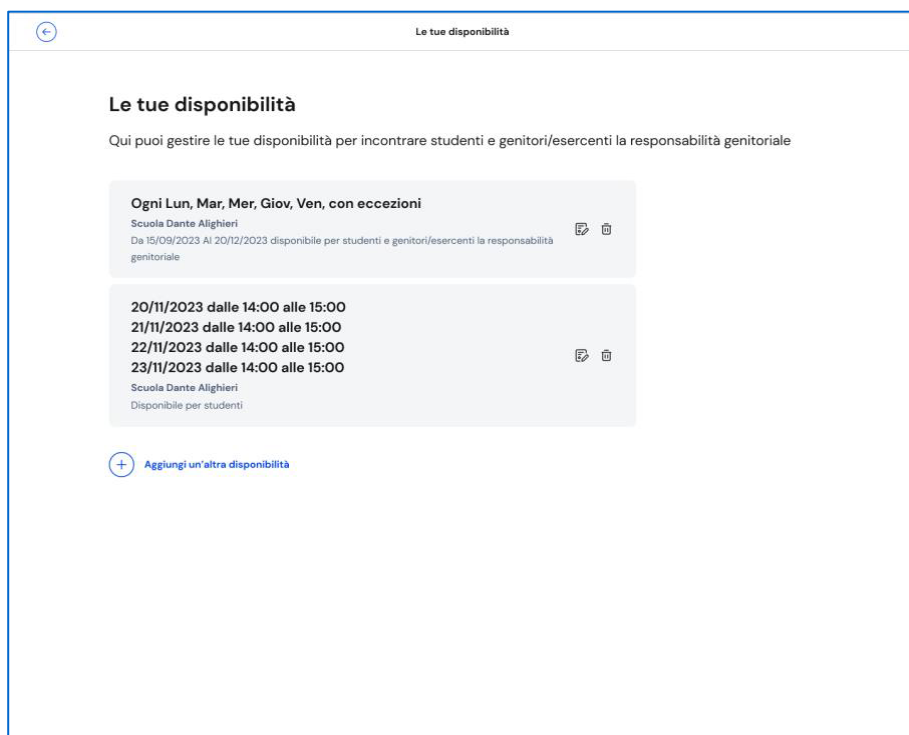 Le tue disponibilità
Le tue disponibilità
Qui puoi gestire le tue disponibilità per incontrare studenti e genitori/esercenti la responsabilità genitoriale
Ogni Lun, Mar, Mer, Giov, Ven, con eccezioni
Scuola Dante Alighieri
Da 15/09/2023 Al 20/12/2023 disponibile per studenti e genitori/esercenti la responsabilità
genitoriale
20/11/2023 dalle 14:00 alle 15:00
21/11/2023 dalle 14:00 alle 15:00
22/11/2023 dalle 14:00 alle 15:00
23/11/2023 dalle 14:00 alle 15:00
Scuola Dante Alighieri
Disponibile per studenti
Aggiungi un'altra disponibilità